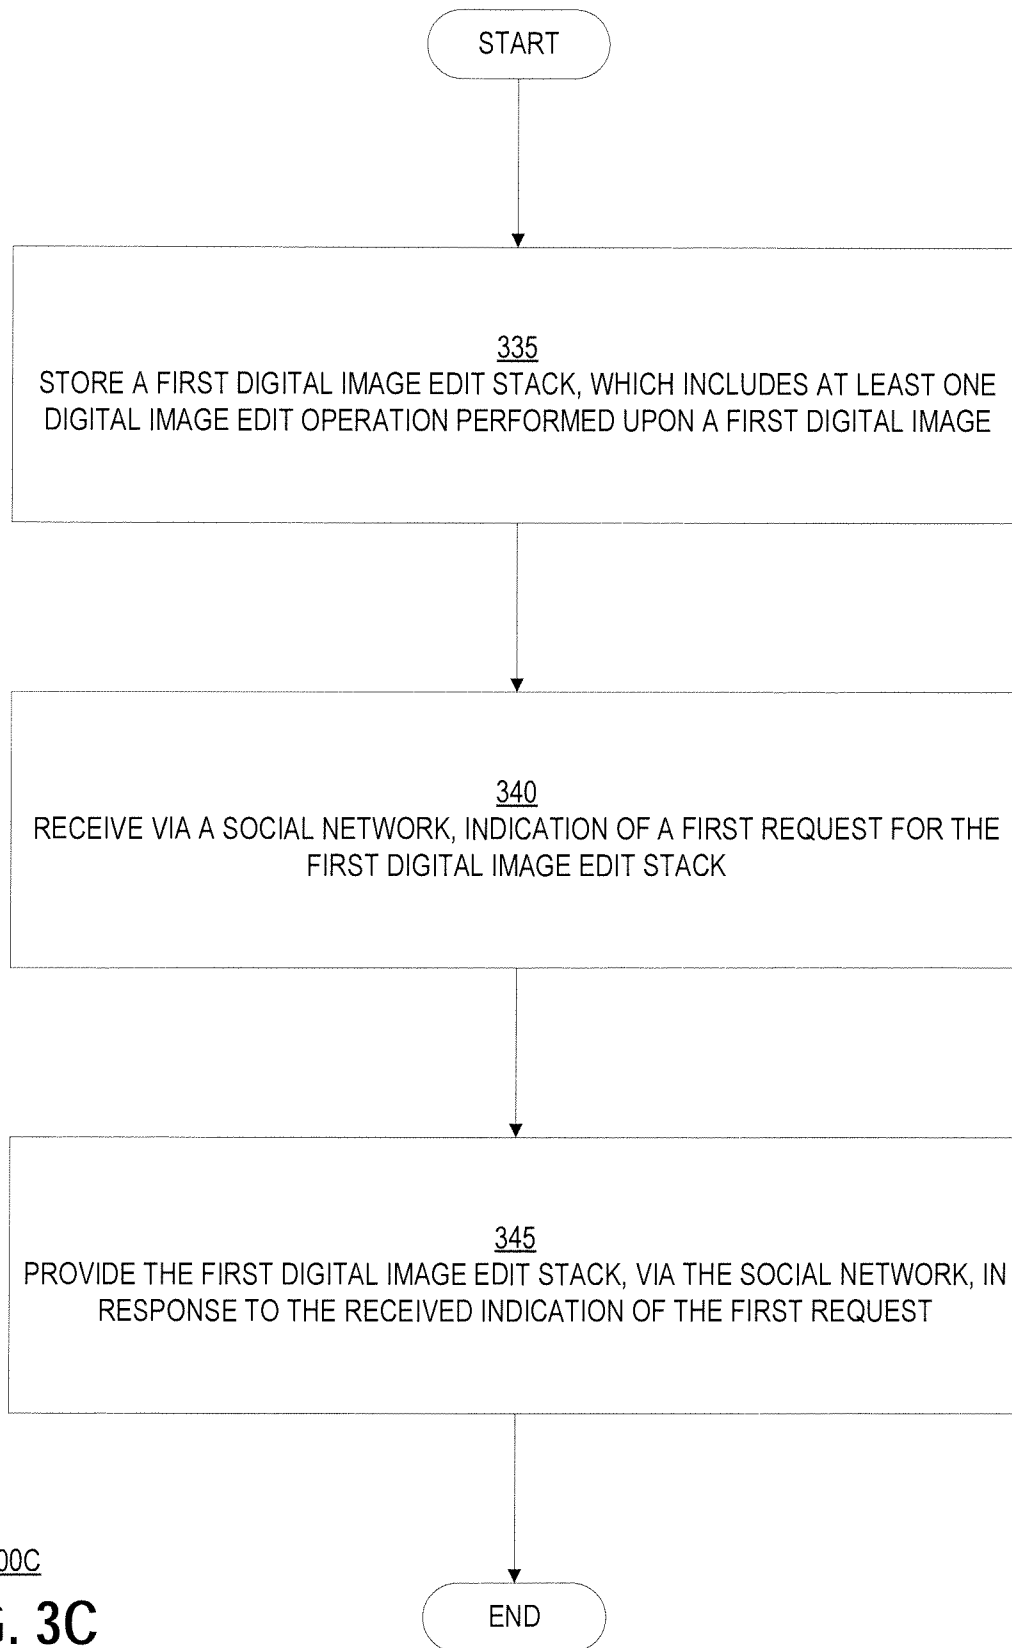 START
335
STORE A FIRST DIGITAL IMAGE EDIT STACK, WHICH INCLUDES AT LEAST ONE
DIGITAL IMAGE EDIT OPERATION PERFORMED UPON A FIRST DIGITAL IMAGE
340
RECEIVE VIA A SOCIAL NETWORK, INDICATION OF A FIRST REQUEST FOR THE
FIRST DIGITAL IMAGE EDIT STACK
345
PROVIDE THE FIRST DIGITAL IMAGE EDIT STACK, VIA THE SOCIAL NETWORK, IN
RESPONSE TO THE RECEIVED INDICATION OF THE FIRST REQUEST
00C
. 3C
END